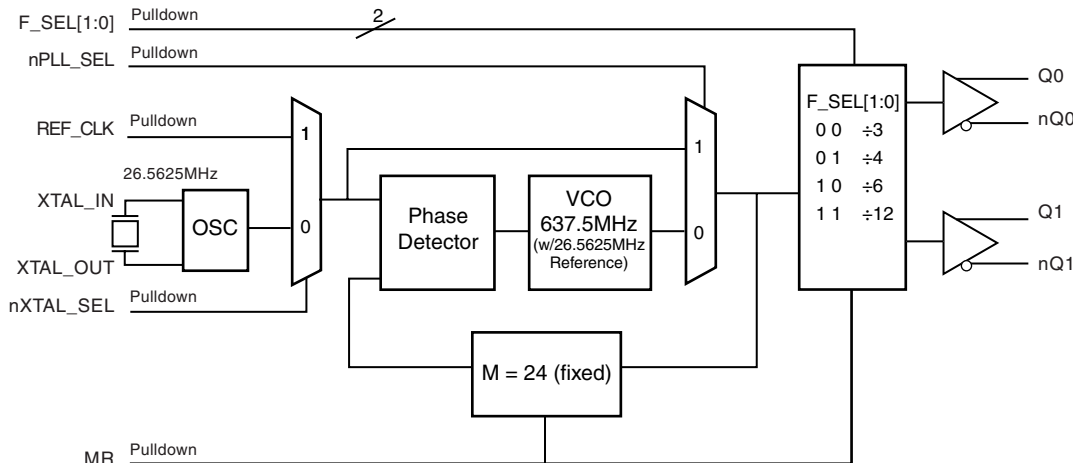 F_SEL[1:0] Pulldown 2
nPLL_SEL Pulldown
REF_CLK Pulldown
1
0
26.5625MHz
XTAL_IN
OSC
XTAL_OUT
nXTAL_SEL Pulldown
Phase
Detector
VCO
637.5MHz
(w/26.5625MHz
Reference)
1
0
M = 24 (fixed)
F_SEL[1:0]
0 0 ÷3
0 1 ÷4
1 0 ÷6
1 1 ÷12
Q0
nQ0
Q1
nQ1
MR Pulldown